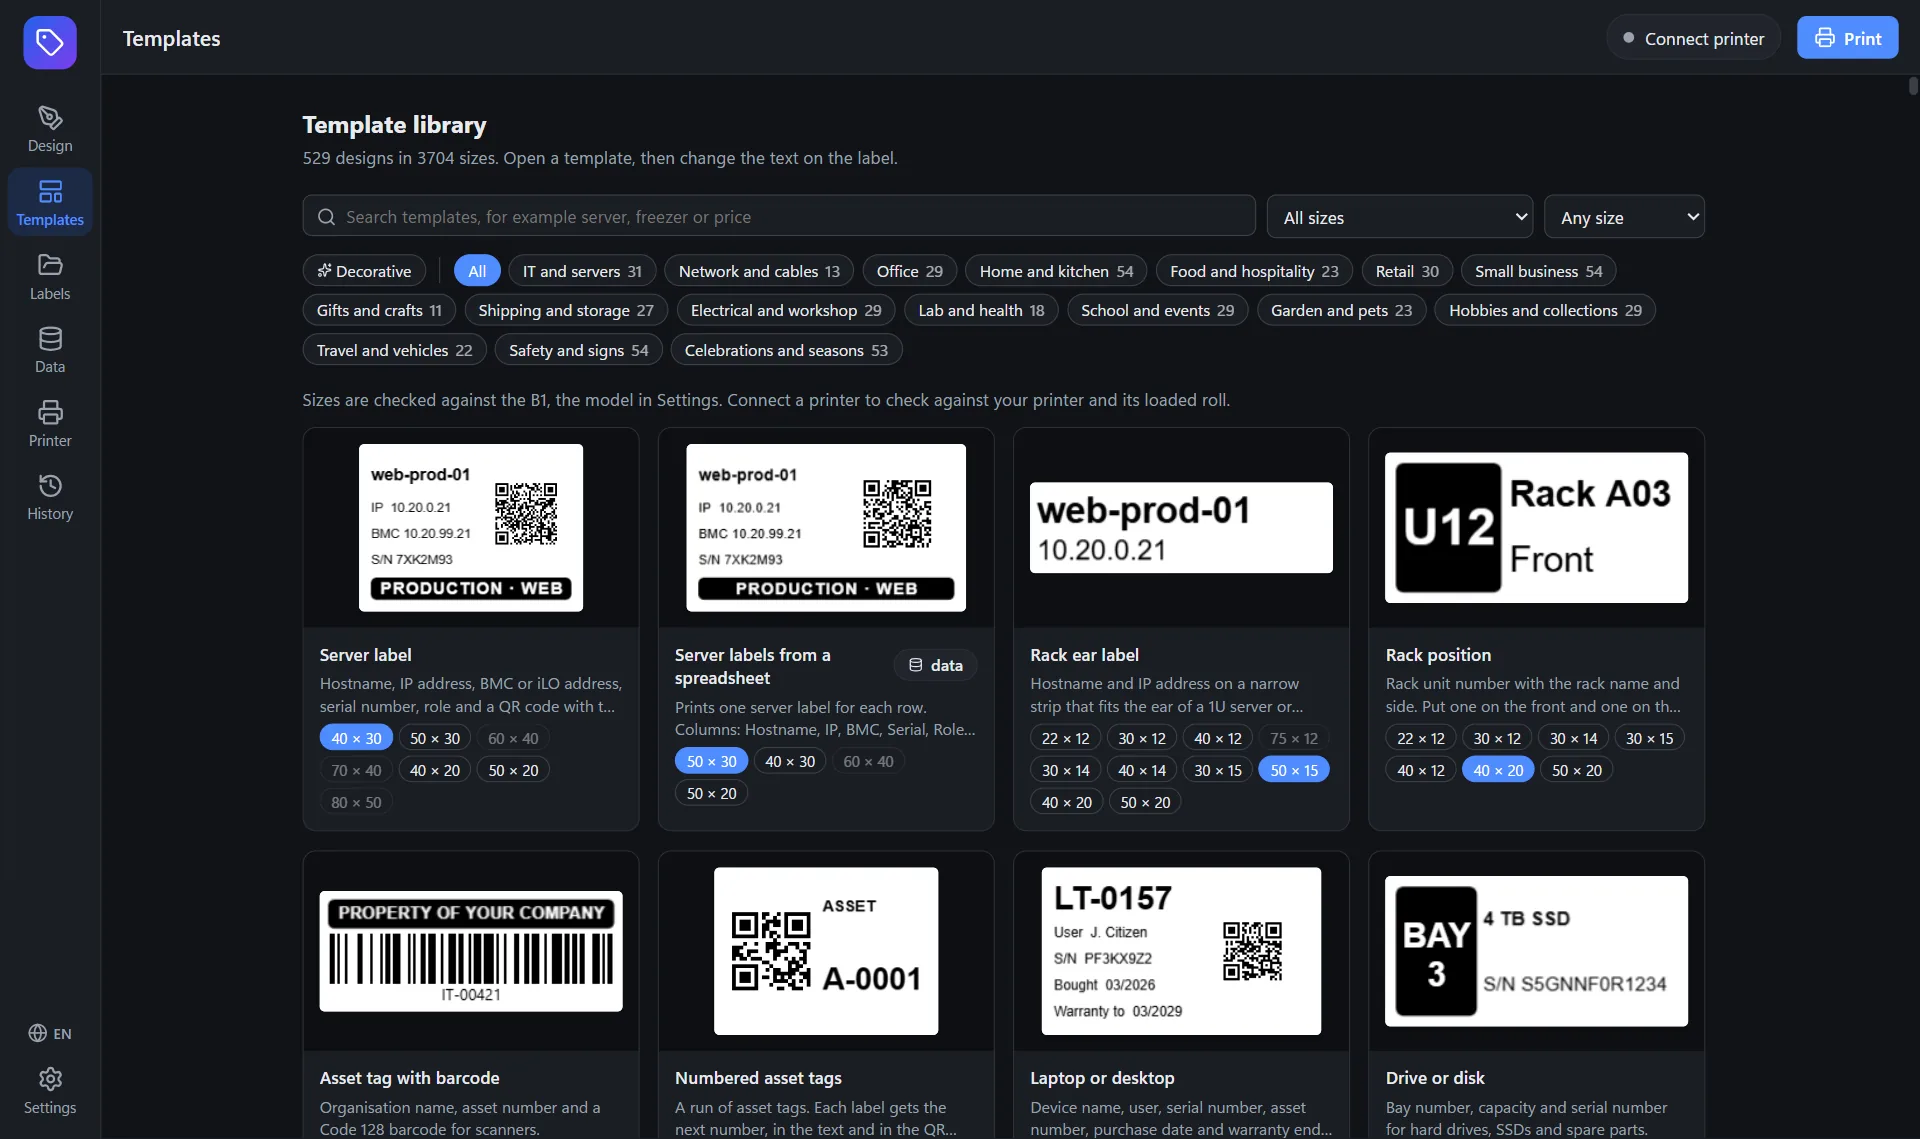 Templates
Connect printer
Print
Design
Templates
Labels
Data
Printer
History
EN
Settings
Template library
529 designs in 3704 sizes. Open a template, then change the text on the label.
Search templates, for example server, freezer or price
All sizes
Any size
Decorative
All
IT and servers 31
Network and cables 13
Office 29
Home and kitchen 54
Food and hospitality 23
Retail 30
Small business 54
Gifts and crafts 11
Shipping and storage 27
Electrical and workshop 29
Lab and health 18
School and events 29
Garden and pets 23
Hobbies and collections 29
Travel and vehicles 22
Safety and signs 54
Celebrations and seasons 53
Sizes are checked against the B1, the model in Settings. Connect a printer to check against your printer and its loaded roll.
web-prod-01
IP 10.20.0.21
BMC 10.20.99.21
S/N 7XK2M93
PRODUCTION · WEB
Server label
Hostname, IP address, BMC or iLO address,
serial number, role and a QR code with t...
40 × 30 50 × 30 60 × 40
70 × 40 40 × 20 50 × 20
80 × 50
web-prod-01
IP 10.20.0.21
BMC 10.20.99.21
S/N 7XK2M93
PRODUCTION · WEB
Server labels from a
spreadsheet
data
Prints one server label for each row.
Columns: Hostname, IP, BMC, Serial, Role...
50 × 30 40 × 30 60 × 40
50 × 20
web-prod-01
10.20.0.21
Rack ear label
Hostname and IP address on a narrow
strip that fits the ear of a 1U server or...
22 × 12 30 × 12 40 × 12 75 × 12
30 × 14 40 × 14 30 × 15 50 × 15
40 × 20 50 × 20
U12
Rack A03
Front
Rack position
Rack unit number with the rack name and
side. Put one on the front and one on th...
22 × 12 30 × 12 30 × 14 30 × 15
40 × 12 40 × 20 50 × 20
PROPERTY OF YOUR COMPANY
IT-00421
Asset tag with barcode
Organisation name, asset number and a
Code 128 barcode for scanners.
ASSET
A-0001
Numbered asset tags
A run of asset tags. Each label gets the
next number, in the text and in the QR...
LT-0157
User J. Citizen
S/N PF3KX9Z2
Bought 03/2026
Warranty to 03/2029
Laptop or desktop
Device name, user, serial number, asset
number, purchase date and warranty end...
BAY
3
4 TB SSD
S/N S5GNNF0R1234
Drive or disk
Bay number, capacity and serial number
for hard drives, SSDs and spare parts.